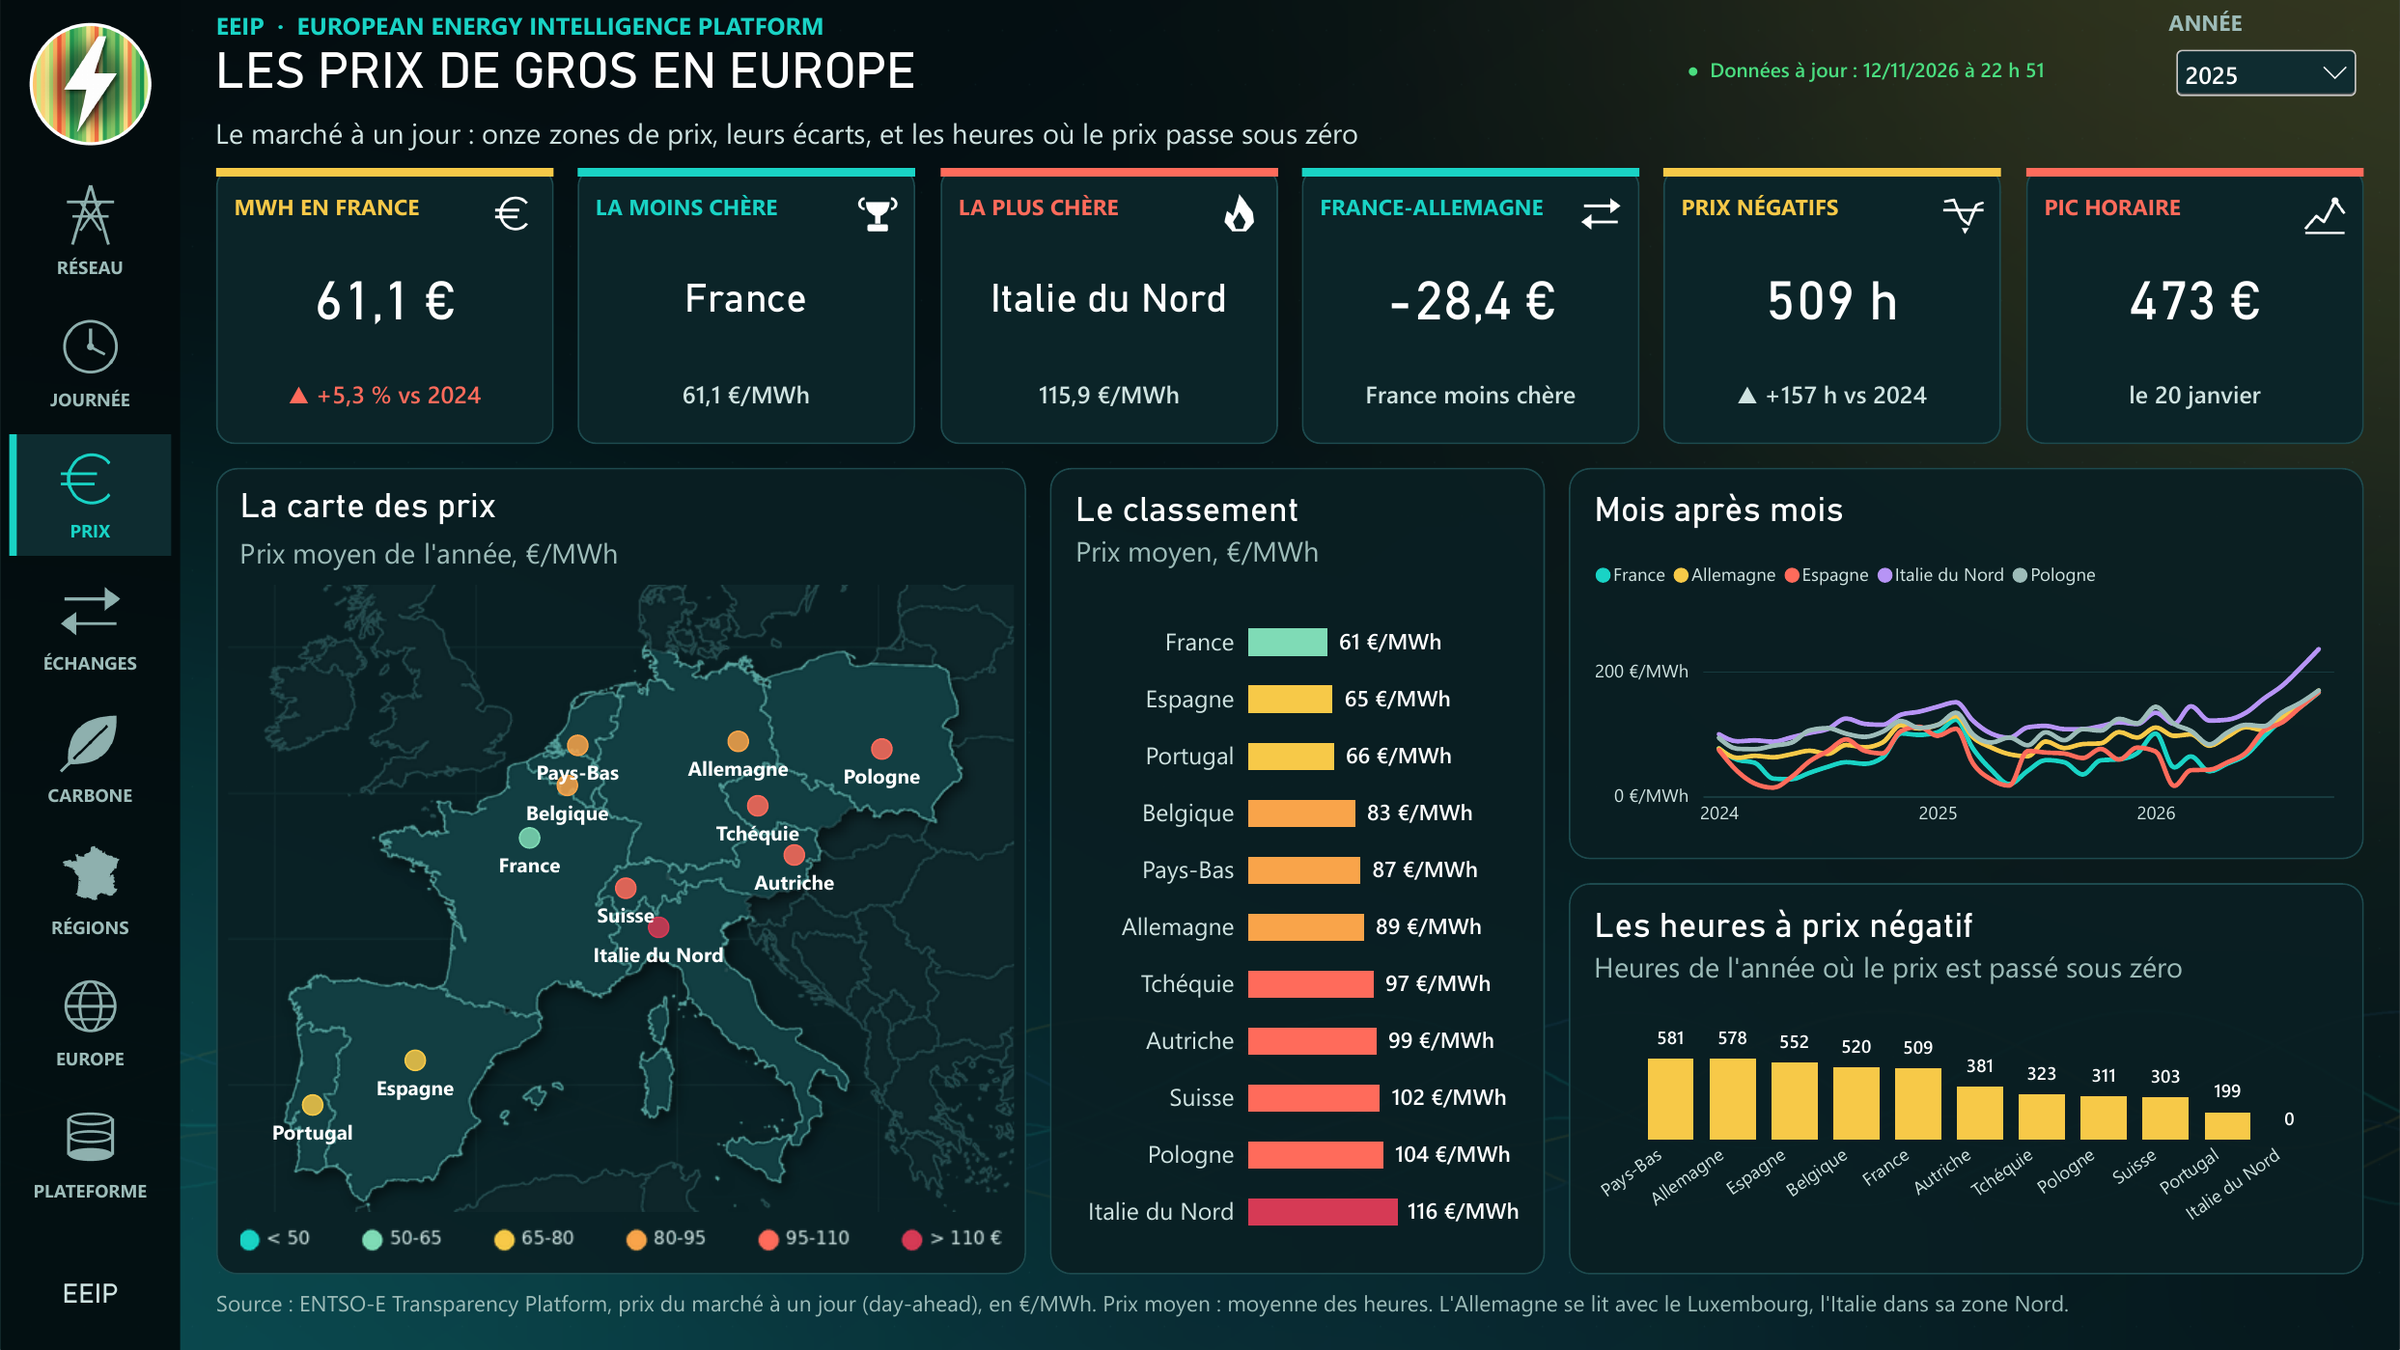 EEIP · EUROPEAN ENERGY INTELLIGENCE PLATFORM
LES PRIX DE GROS EN EUROPE
Le marché à un jour : onze zones de prix, leurs écarts, et les heures où le prix passe sous zéro
● Données à jour : 12/11/2026 à 22 h 51
ANNÉE
2025
RÉSEAU
JOURNÉE
PRIX
ÉCHANGES
CARBONE
RÉGIONS
EUROPE
PLATEFORME
EEIP
MWH EN FRANCE
61,1 €
▲ +5,3 % vs 2024
LA MOINS CHÈRE
France
61,1 €/MWh
LA PLUS CHÈRE
Italie du Nord
115,9 €/MWh
FRANCE-ALLEMAGNE
-28,4 €
France moins chère
PRIX NÉGATIFS
509 h
▲ +157 h vs 2024
PIC HORAIRE
473 €
le 20 janvier
La carte des prix
Prix moyen de l'année, €/MWh
Pays-Bas
Allemagne
Pologne
Belgique
Tchéquie
France
Autriche
Suisse
Italie du Nord
Espagne
Portugal
< 50
50-65
65-80
80-95
95-110
> 110 €
Le classement
Prix moyen, €/MWh
France 61 €/MWh
Espagne 65 €/MWh
Portugal 66 €/MWh
Belgique 83 €/MWh
Pays-Bas 87 €/MWh
Allemagne 89 €/MWh
Tchéquie 97 €/MWh
Autriche 99 €/MWh
Suisse 102 €/MWh
Pologne 104 €/MWh
Italie du Nord 116 €/MWh
Mois après mois
France Allemagne Espagne Italie du Nord Pologne
200 €/MWh
0 €/MWh
2024 2025 2026
Les heures à prix négatif
Heures de l'année où le prix est passé sous zéro
581 578 552 520 509 381 323 311 303 199 0
Pays-Bas Allemagne Espagne Belgique France Autriche Tchéquie Pologne Suisse Portugal Italie du Nord
Source : ENTSO-E Transparency Platform, prix du marché à un jour (day-ahead), en €/MWh. Prix moyen : moyenne des heures. L'Allemagne se lit avec le Luxembourg, l'Italie dans sa zone Nord.